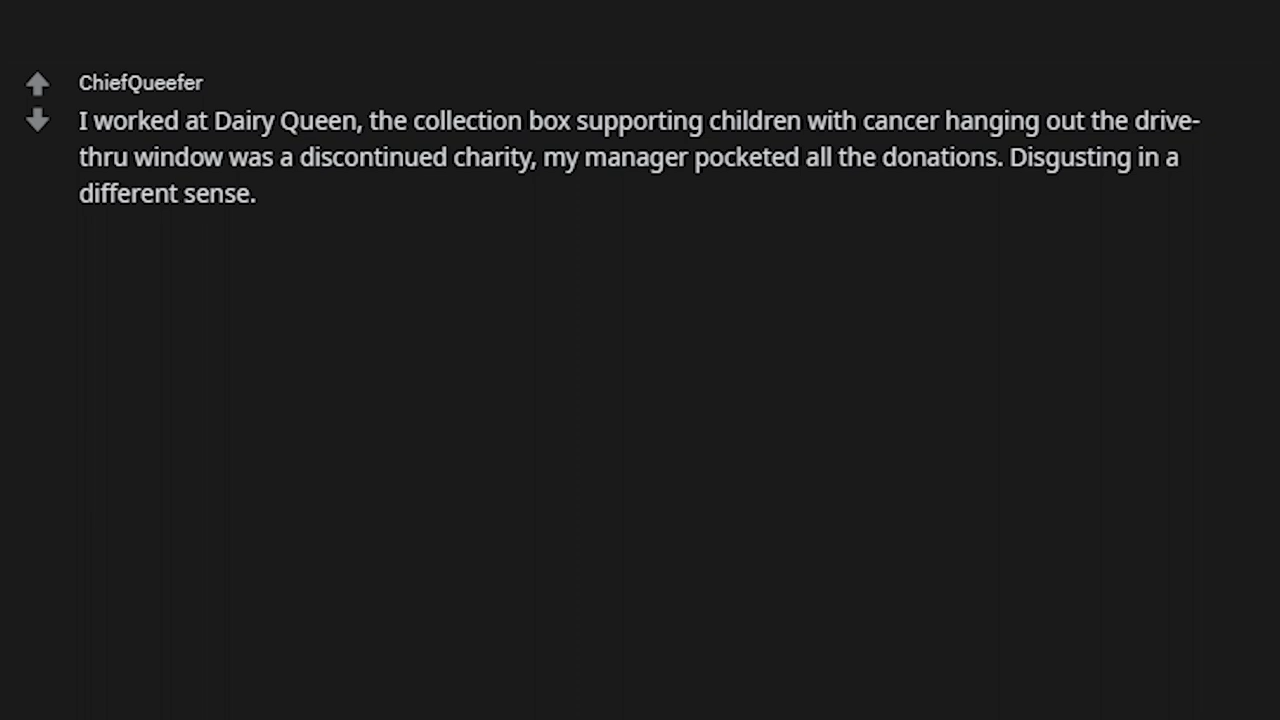 ChiefQueefer
I worked at Dairy Queen, the collection box supporting children with cancer hanging out the drive-
thru window was a discontinued charity, my manager pocketed all the donations. Disgusting in a
different sense.